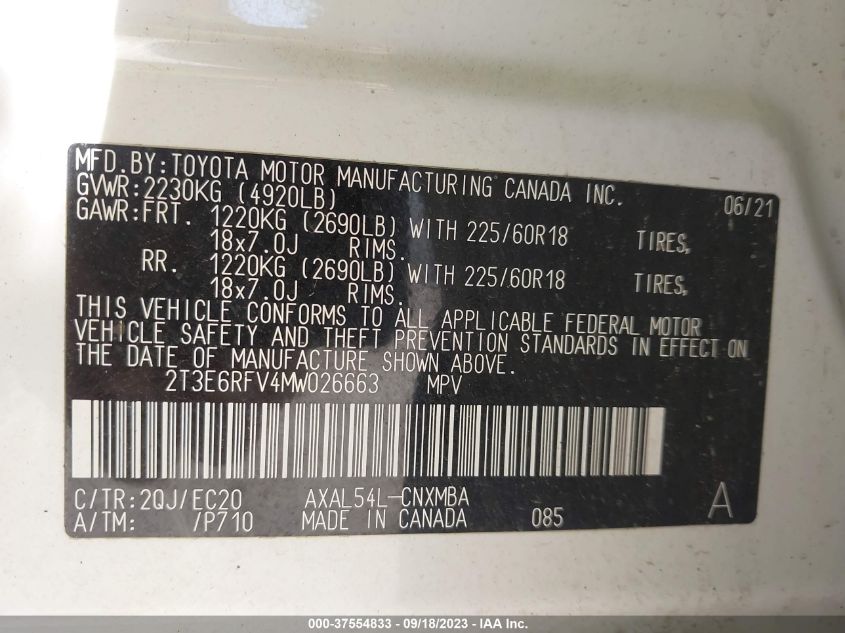 MFD.BY:TOYOTA MOTOR MANUFACTURING CANADA INC. 06/21
GVWR:2230KG (4920LB)
GAWR:FRT. 1220KG (2690LB) WITH 225/60R18 TIRES,
18x7.0J RIMS.
RR. 1220KG (2690LB) WITH 225/60R18 TIRES,
18x7.0J RIMS.
THIS VEHICLE CONFORMS TO ALL APPLICABLE FEDERAL MOTOR
VEHICLE SAFETY AND THEFT PREVENTION STANDARDS IN EFFECT ON
THE DATE OF MANUFACTURE SHOWN ABOVE.
2T3E6RFV4MW026663 MPV
C/TR:2QJ/EC20 AXAL54L-CNXMBA A
A/TM: /P710 MADE IN CANADA 085
000-37554833 - 09/18/2023 - IAA Inc.